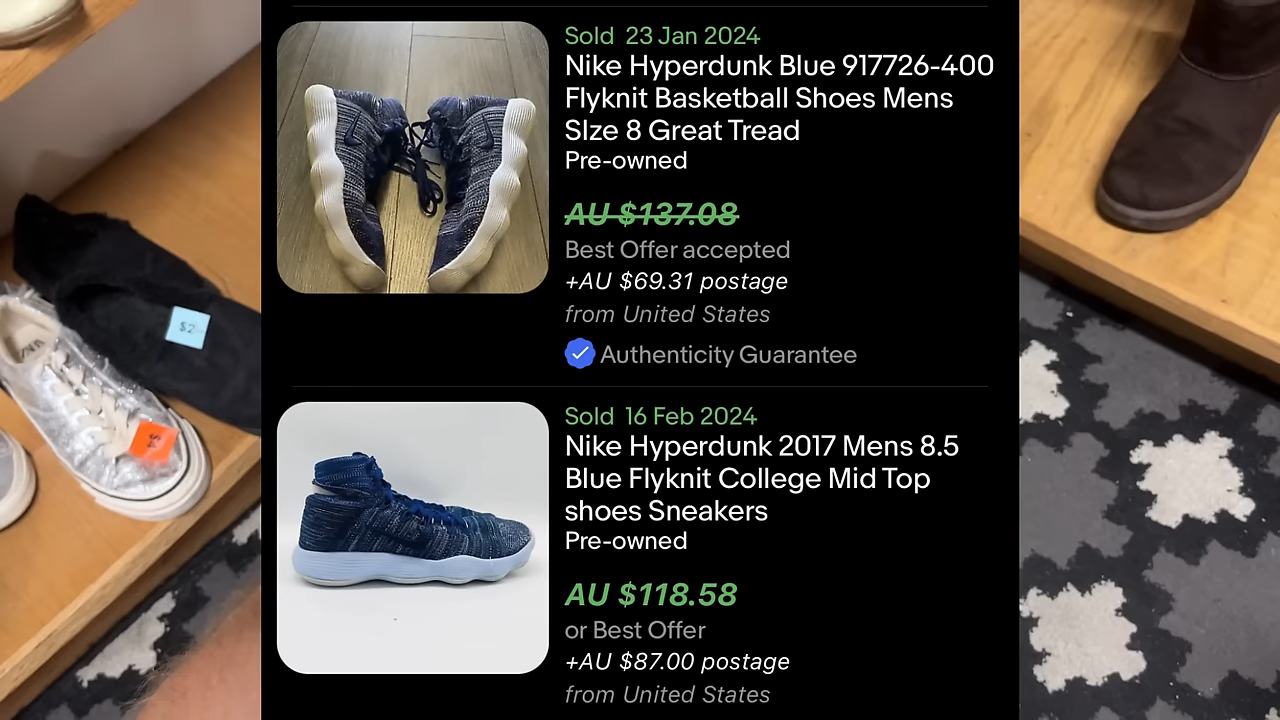 Sold 23 Jan 2024
Nike Hyperdunk Blue 917726-400
Flyknit Basketball Shoes Mens
SIze 8 Great Tread
Pre-owned
AU $137.08
Best Offer accepted
+AU $69.31 postage
from United States
Authenticity Guarantee
Sold 16 Feb 2024
Nike Hyperdunk 2017 Mens 8.5
Blue Flyknit College Mid Top
shoes Sneakers
Pre-owned
AU $118.58
or Best Offer
+AU $87.00 postage
from United States
$2
$4